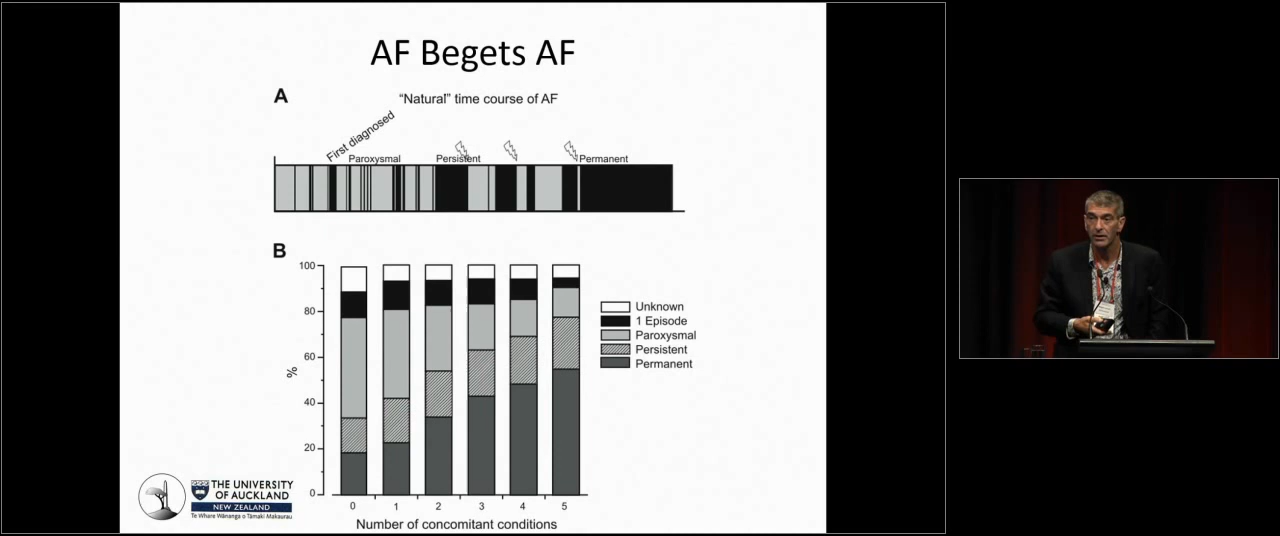 AF Begets AF
A
"Natural" time course of AF
First diagnosed
Paroxysmal
Persistent
Permanent
B
100
80
60
40
20
0
%
0 1 2 3 4 5
Number of concomitant conditions
Unknown
1 Episode
Paroxysmal
Persistent
Permanent
THE UNIVERSITY
OF AUCKLAND
NEW ZEALAND
Te Whare Wānanga o Tāmaki Makaurau